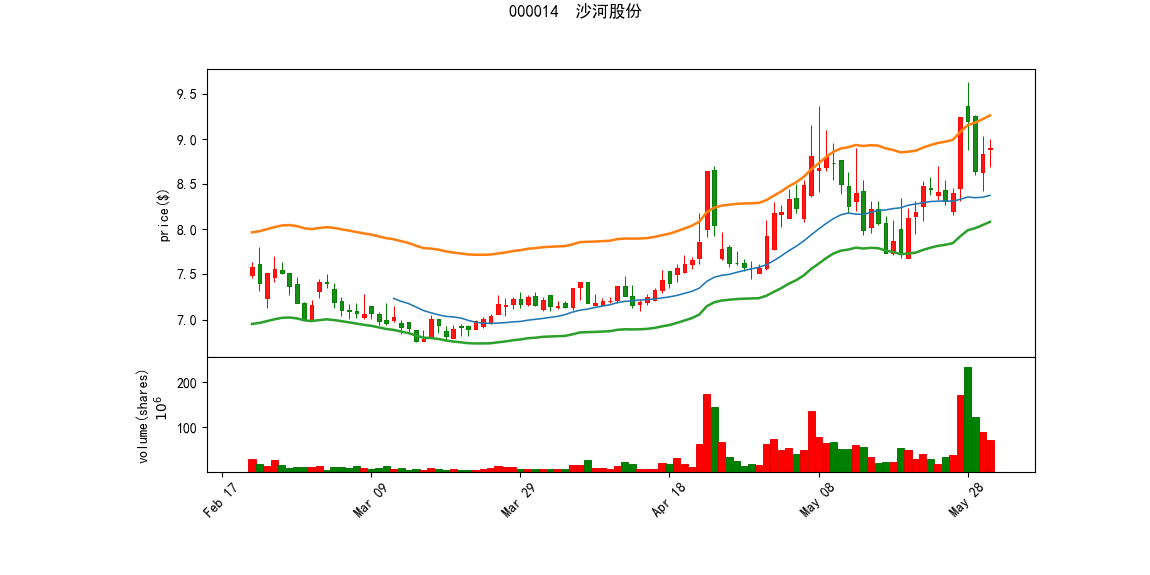 000014 沙河股份
price($)
9.5
9.0
8.5
8.0
7.5
7.0
volume(shares)
10^6
200
100
Feb 17
Mar 09
Mar 29
Apr 18
May 08
May 28